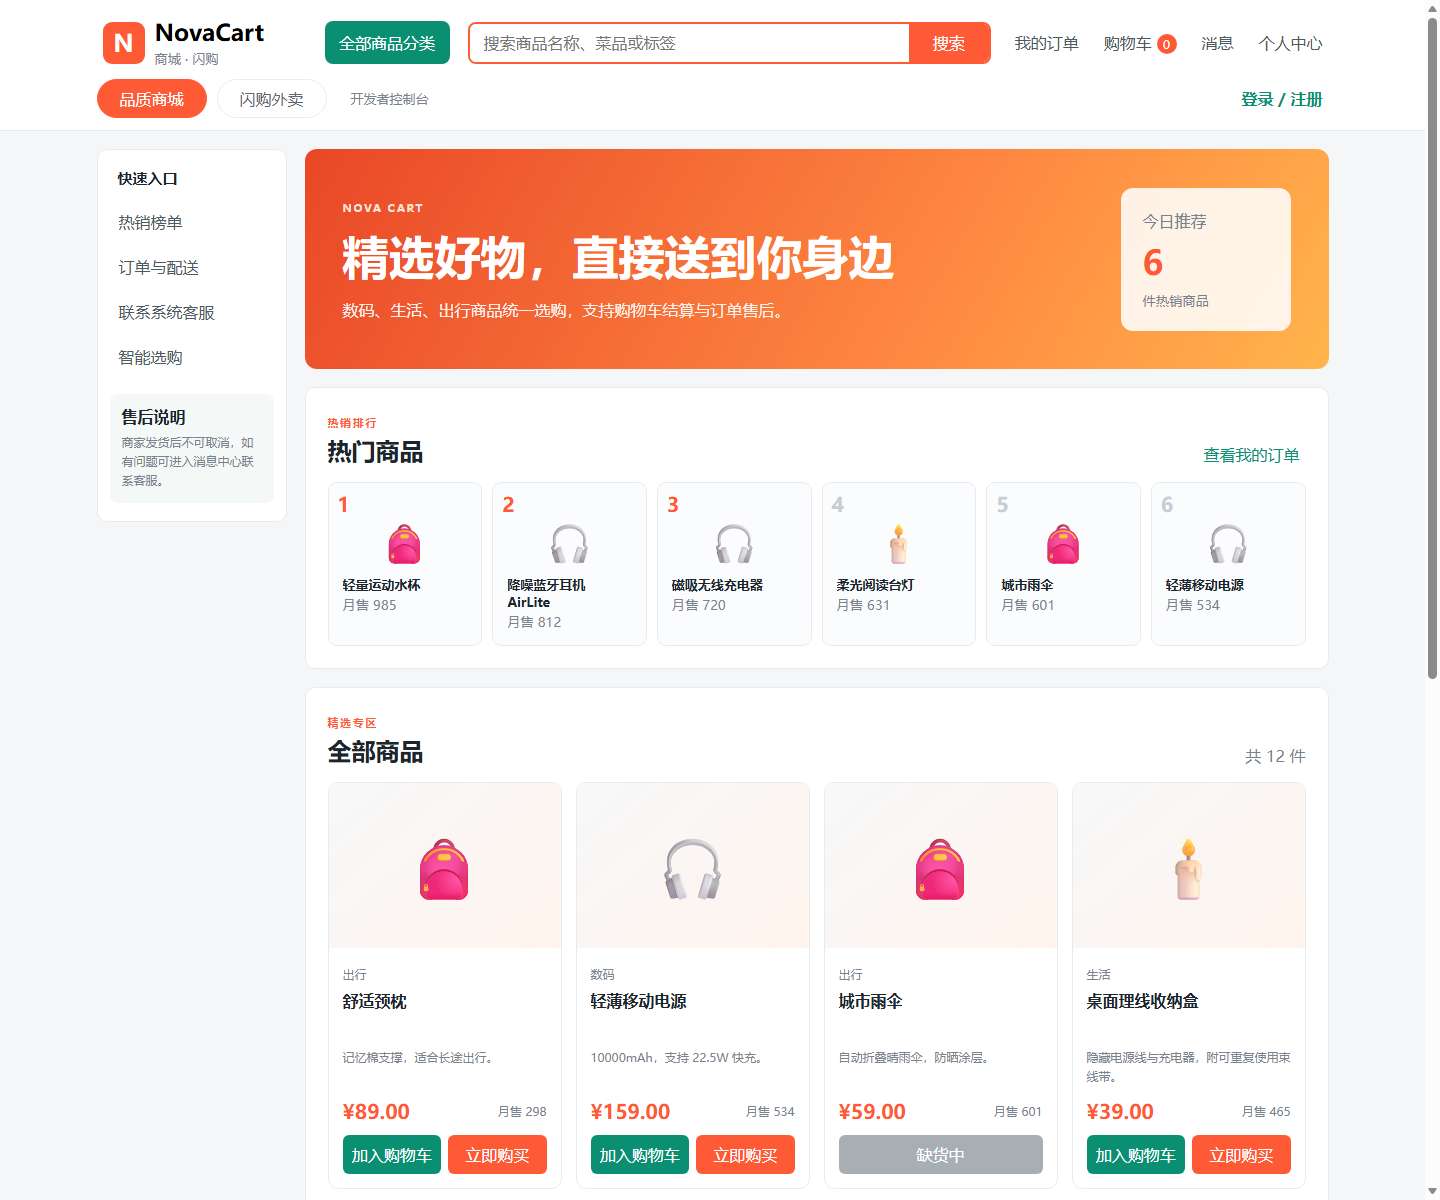 N
NovaCart
商城 · 闪购
全部商品分类
搜索商品名称、菜品或标签
搜索
我的订单
购物车 0
消息
个人中心
品质商城
闪购外卖
开发者控制台
登录 / 注册
快速入口
热销榜单
订单与配送
联系系统客服
智能选购
售后说明
商家发货后不可取消，如
有问题可进入消息中心联
系客服。
NOVA CART
精选好物，直接送到你身边
数码、生活、出行商品统一选购，支持购物车结算与订单售后。
今日推荐
6
件热销商品
热销排行
热门商品
查看我的订单
1
轻量运动水杯
月售 985
2
降噪蓝牙耳机
AirLite
月售 812
3
磁吸无线充电器
月售 720
4
柔光阅读台灯
月售 631
5
城市雨伞
月售 601
6
轻薄移动电源
月售 534
精选专区
全部商品
共 12 件
出行
舒适颈枕
记忆棉支撑，适合长途出行。
¥89.00
月售 298
加入购物车
立即购买
数码
轻薄移动电源
10000mAh，支持 22.5W 快充。
¥159.00
月售 534
加入购物车
立即购买
出行
城市雨伞
自动折叠晴雨伞，防晒涂层。
¥59.00
月售 601
缺货中
生活
桌面理线收纳盒
隐藏电源线与充电器，附可重复使用束
线带。
¥39.00
月售 465
加入购物车
立即购买